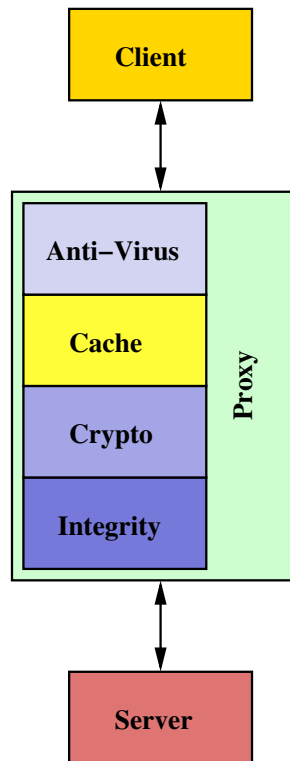 Client
Anti−Virus
Cache
Crypto
Integrity
Proxy
Server